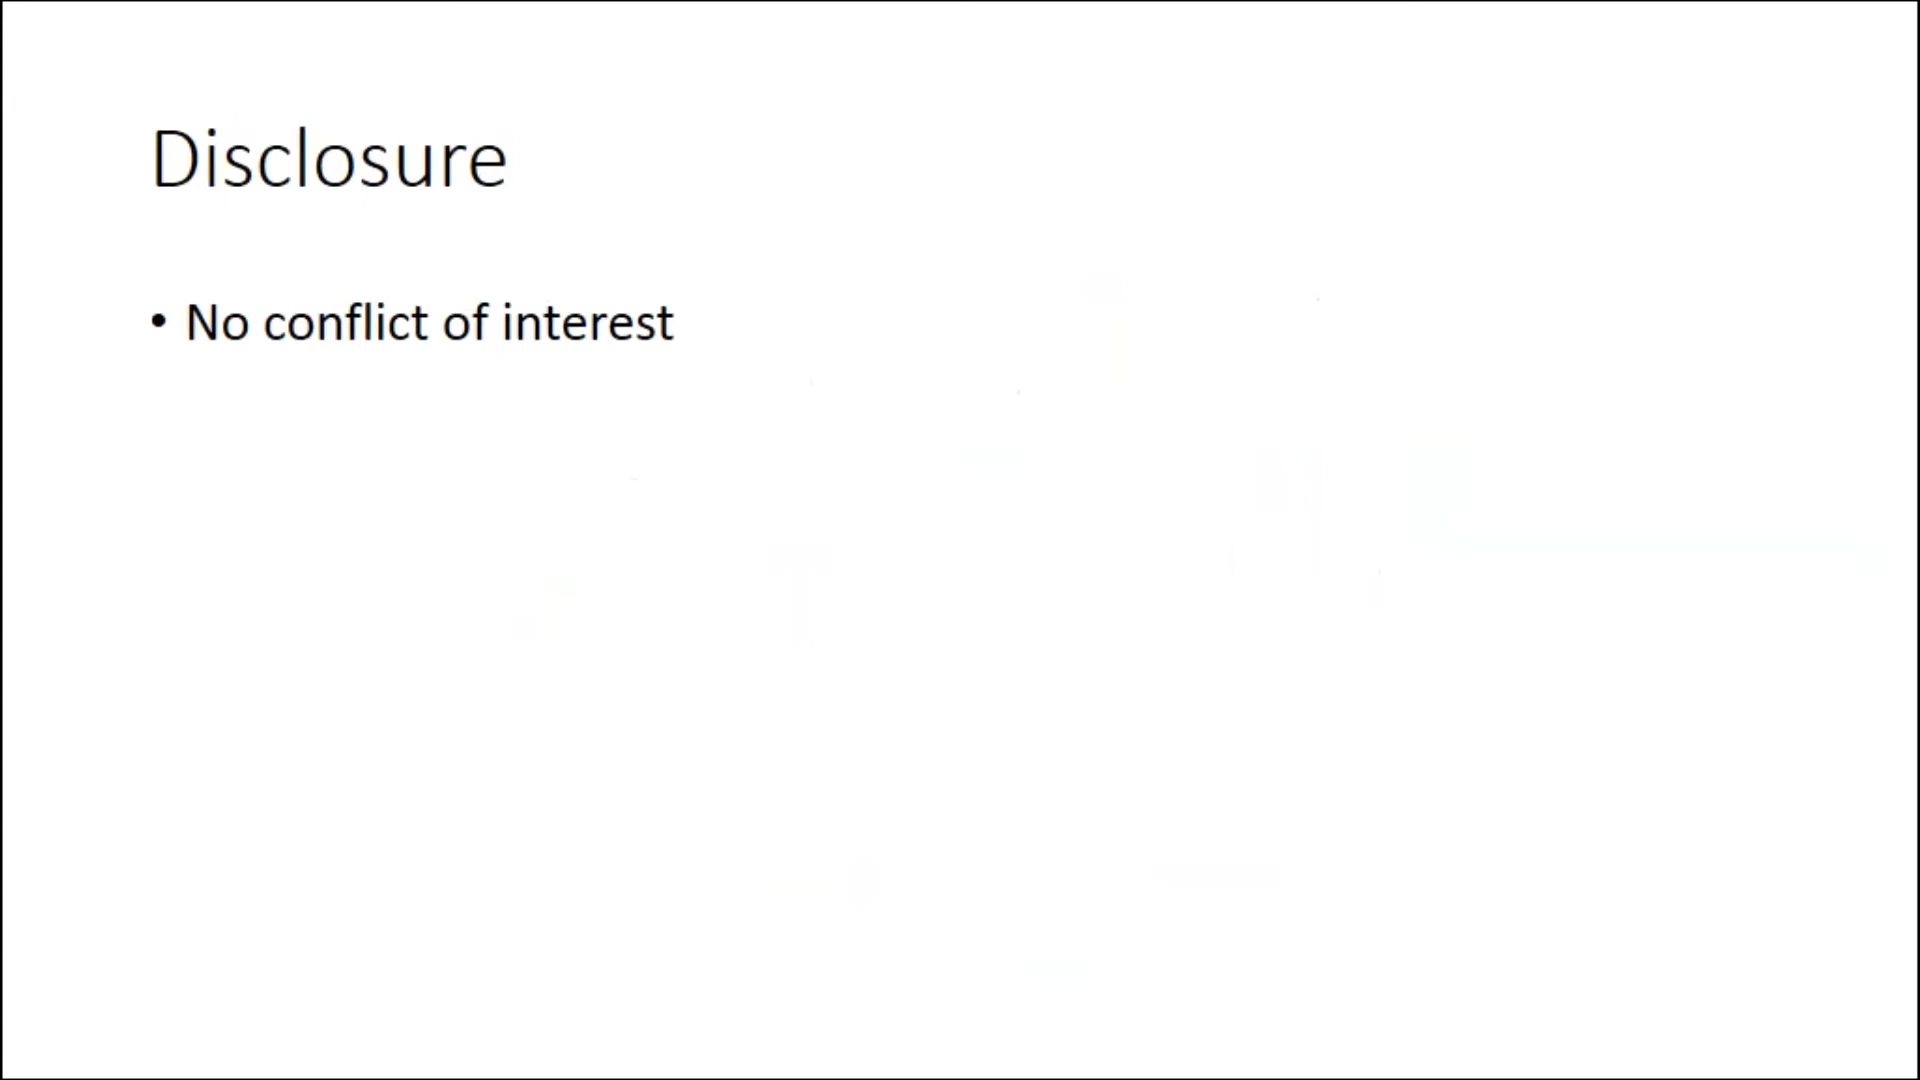 Disclosure
• No conflict of interest